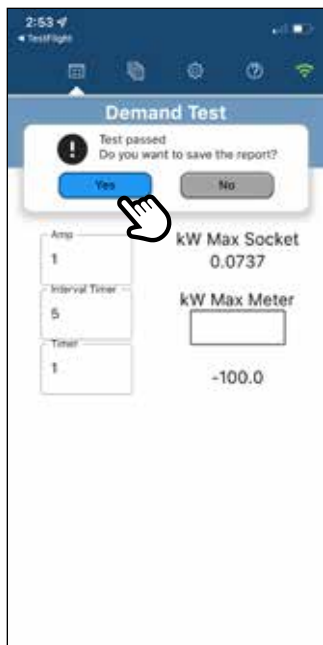 2:53
◀ TestFlight
Demand Test
Test passed
Do you want to save the report?
Yes
No
Amp
1
kW Max Socket
0.0737
Interval Timer
5
kW Max Meter
Timer
1
-100.0